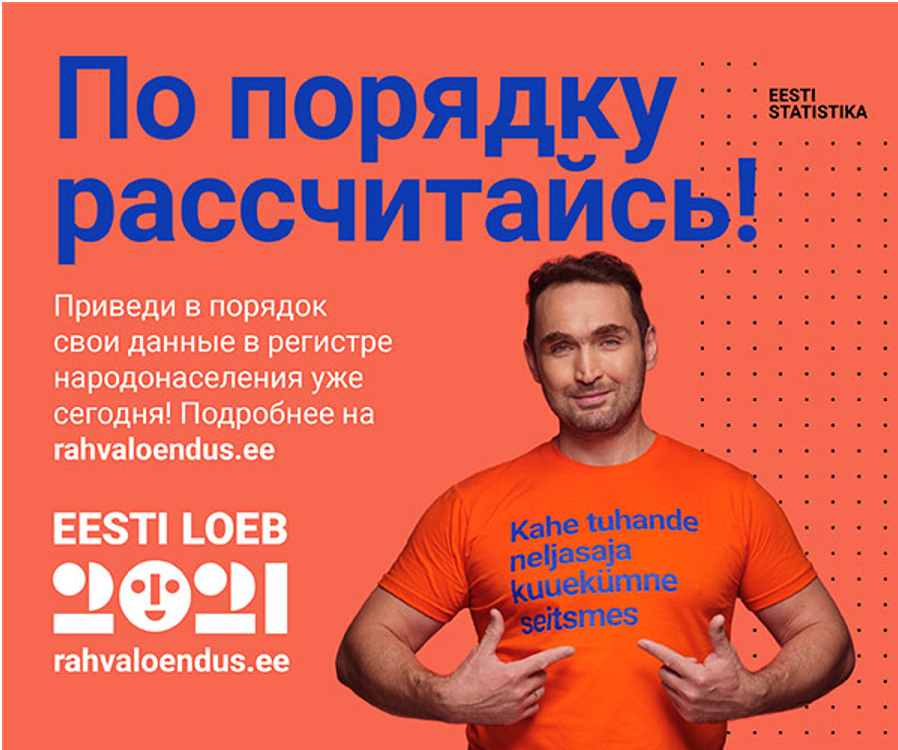 По порядку
рассчитайсь!
EESTI
STATISTIKA
Приведи в порядок
свои данные в регистре
народонаселения уже
сегодня! Подробнее на
rahvaloendus.ee
EESTI LOEB
2021
rahvaloendus.ee
Kahe tuhande
neljasaja
kuuekümne
seitsmes